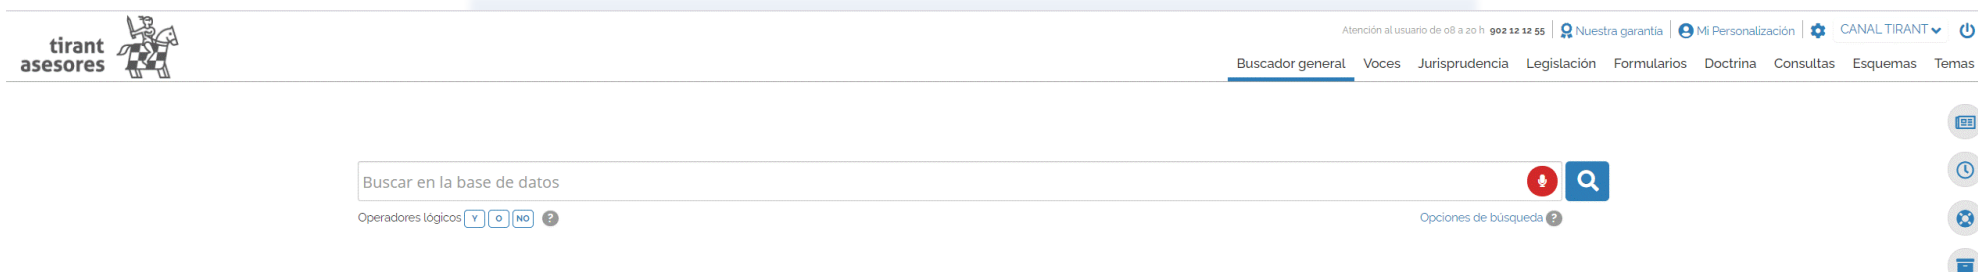 tirant
asesores
Atención al usuario de 08 a 20 h 902 12 12 55 Nuestra garantía Mi Personalización CANAL TIRANT
Buscador general Voces Jurisprudencia Legislación Formularios Doctrina Consultas Esquemas Temas
Buscar en la base de datos
Operadores lógicos Y O NO ? Opciones de búsqueda ?